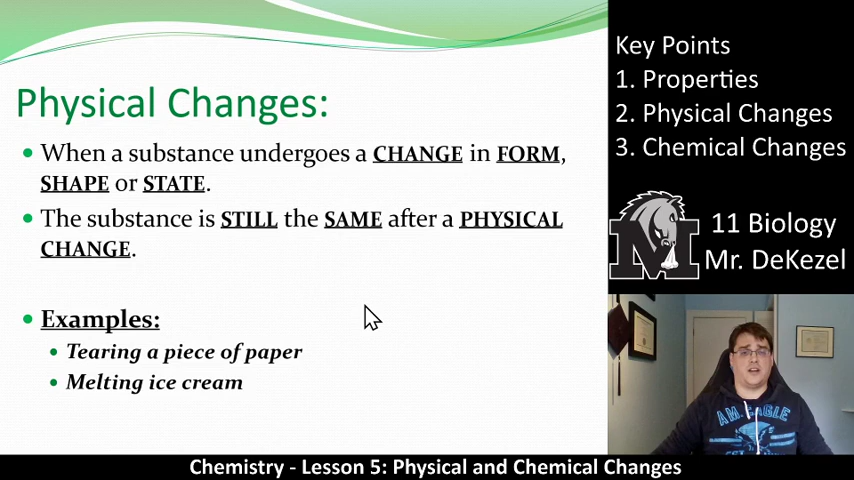 Physical Changes:
• When a substance undergoes a CHANGE in FORM,
SHAPE or STATE.
• The substance is STILL the SAME after a PHYSICAL
CHANGE.
• Examples:
• Tearing a piece of paper
• Melting ice cream
Key Points
1. Properties
2. Physical Changes
3. Chemical Changes
M
11 Biology
Mr. DeKezel
A.M. EAGLE
Chemistry - Lesson 5: Physical and Chemical Changes